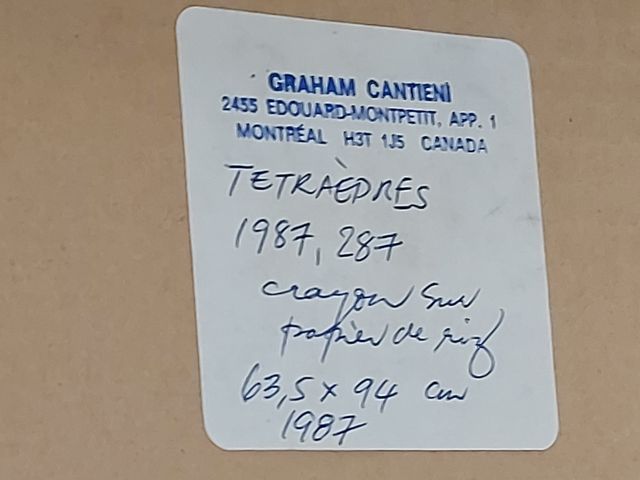 GRAHAM CANTIENI
2455 EDOUARD-MONTPETIT, APP. 1
MONTRÉAL H3T 1J5 CANADA
TETRAÈDRES
1987, 287
crayon sur
papier de riz
63,5 x 94 cm
1987